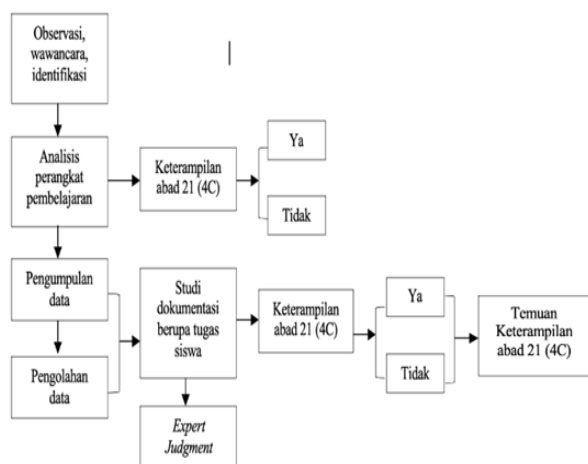 Observasi,
wawancara,
identifikasi
Analisis
perangkat
pembelajaran
Keterampilan
abad 21 (4C)
Ya
Tidak
Pengumpulan
data
Pengolahan
data
Studi
dokumentasi
berupa tugas
siswa
Expert
Judgment
Keterampilan
abad 21 (4C)
Ya
Tidak
Temuan
Keterampilan
abad 21 (4C)